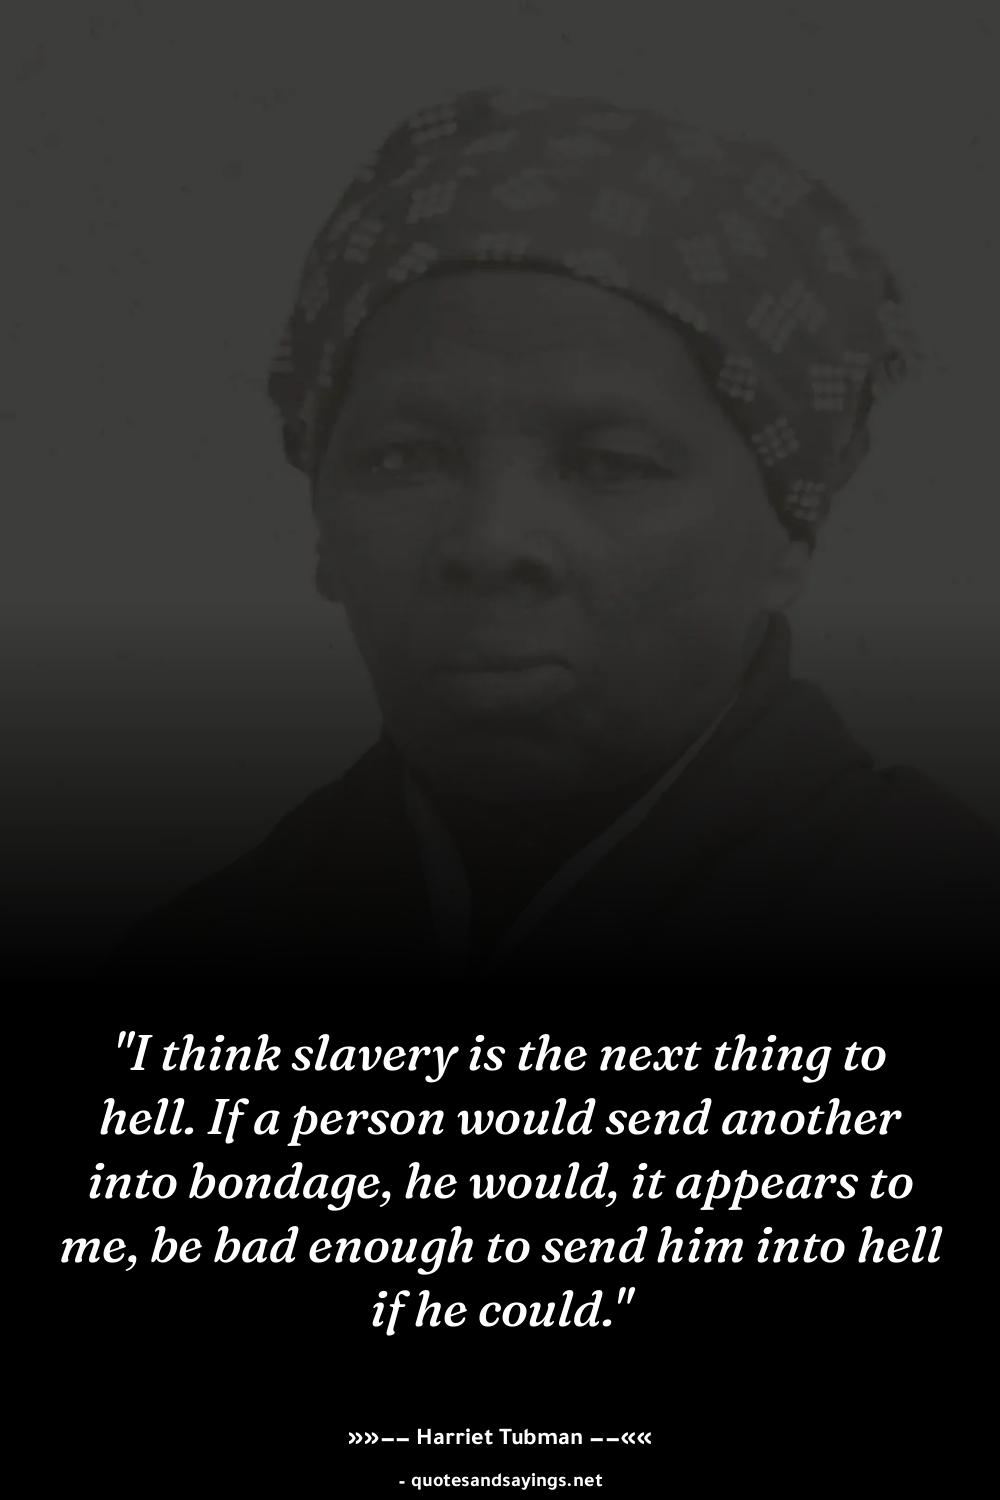 "I think slavery is the next thing to
hell. If a person would send another
into bondage, he would, it appears to
me, be bad enough to send him into hell
if he could."
»»−− Harriet Tubman −−««
- quotesandsayings.net